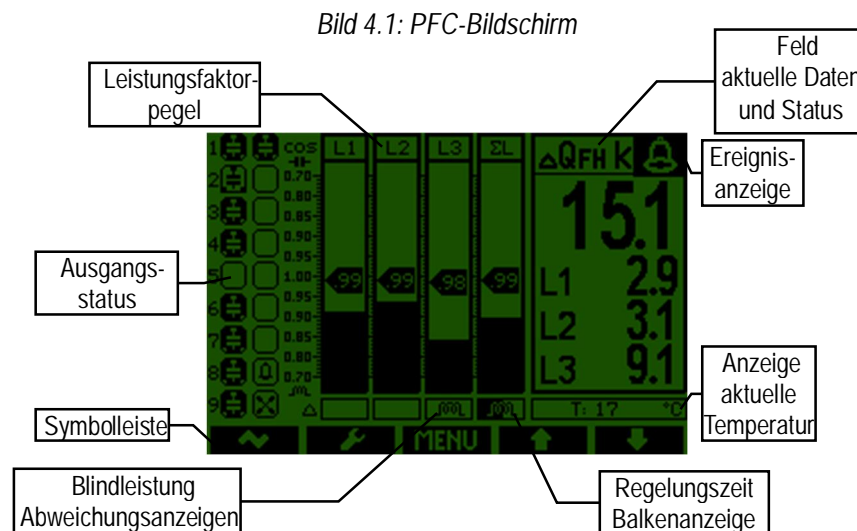 Bild 4.1: PFC-Bildschirm
Leistungsfaktor-
pegel
Feld
aktuelle Daten
und Status
Ereignis-
anzeige
Ausgangs-
status
Symbolleiste
Blindleistung
Abweichungsanzeigen
Regelungszeit
Balkenanzeige
Anzeige
aktuelle
Temperatur
1 cos L1 L2 L3 ΣL
2 0.70
0.80
3 0.85
4 0.90
0.95
5 1.00
0.95
6 0.90
7 0.85
0.80
8 0.70
9 △
.99 .99 .98 .99
△QFH k
15.1
L1 2.9
L2 3.1
L3 9.1
T: 17 °C
MENU